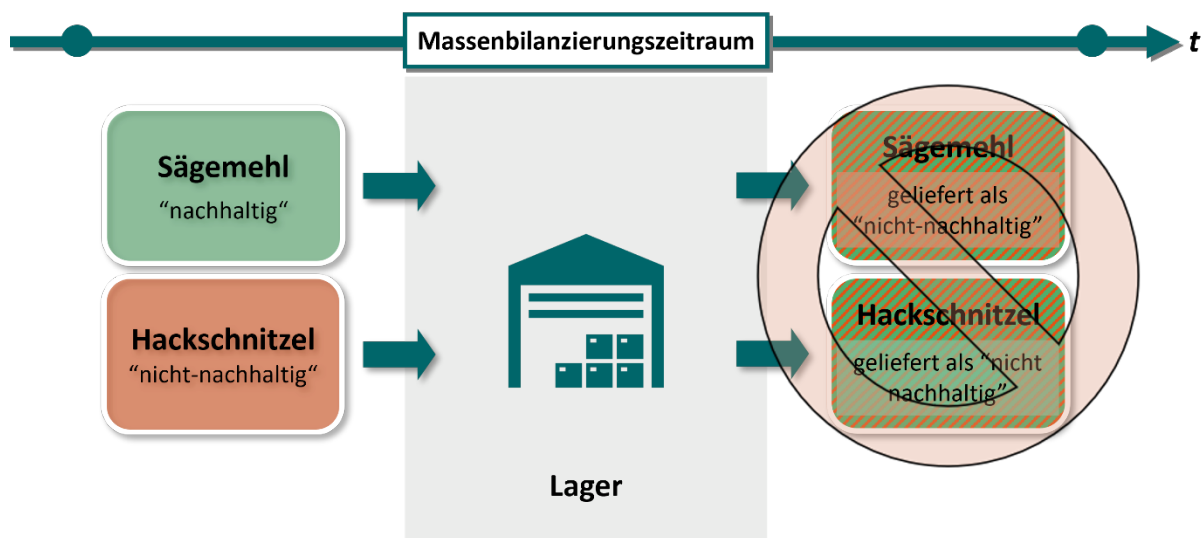 Massenbilanzierungszeitraum
t
Sägemehl
“nachhaltig“
Hackschnitzel
“nicht-nachhaltig“
Lager
Sägemehl
geliefert als
“nicht-nachhaltig”
Hackschnitzel
geliefert als “nicht
nachhaltig”